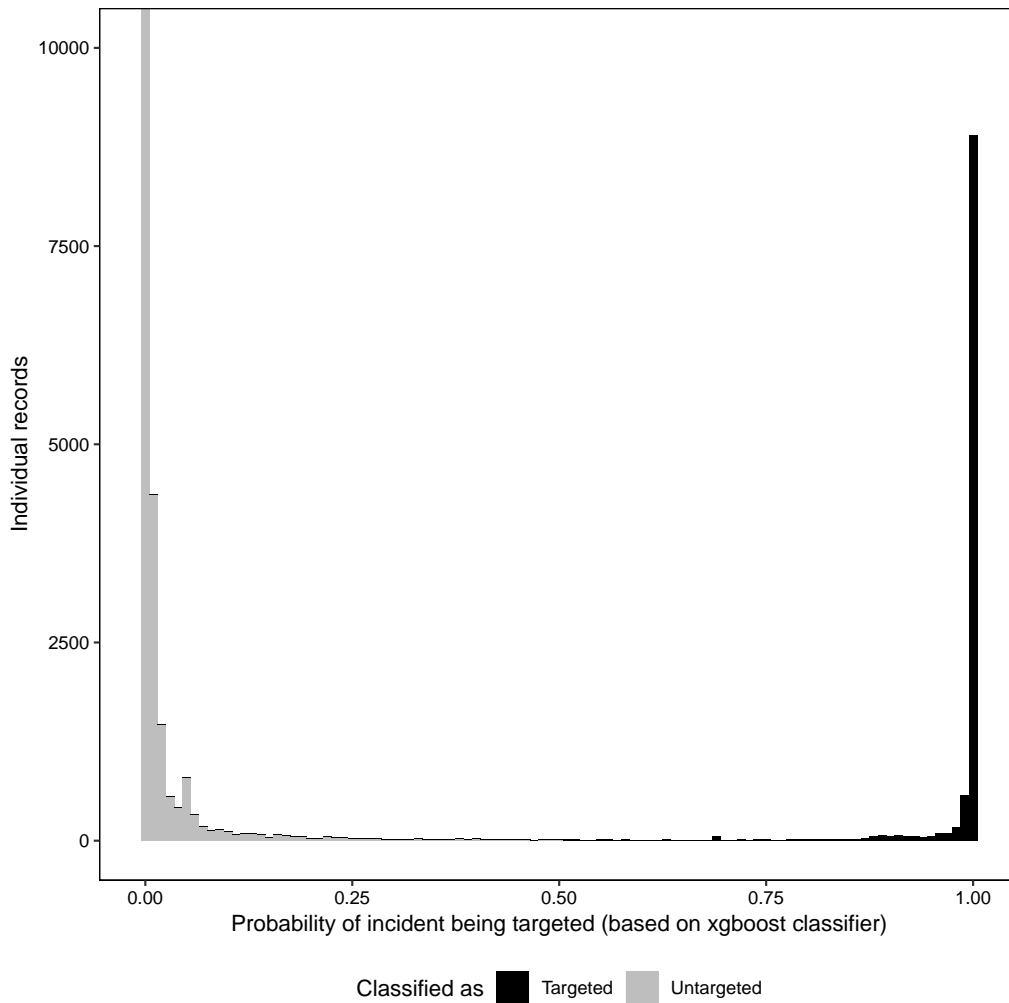 10000
7500
5000
2500
0
Individual records
0.00 0.25 0.50 0.75 1.00
Probability of incident being targeted (based on xgboost classifier)
Classified as Targeted Untargeted